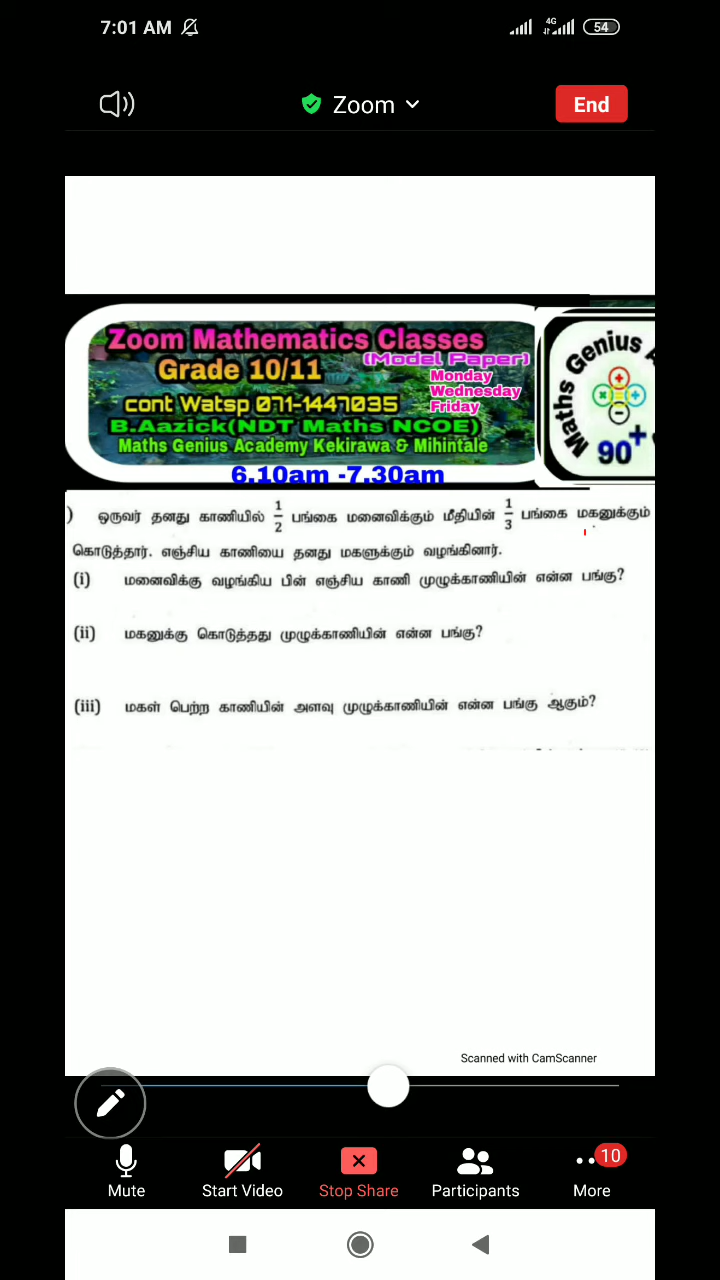 7:01 AM
4G
54
Zoom
End
Zoom Mathematics Classes
(Model Paper)
Grade 10/11
Monday
Wednesday
cont Watsp 071-1447035
Friday
B.Aazick(NDT Maths NCOE)
Maths Genius Academy Kekirawa & Mihintale
6.10am -7.30am
Maths Genius A
90+
) ஒருவர் தனது காணியில் 1/2 பங்கை மனைவிக்கும் மீதியின் 1/3 பங்கை மகனுக்கும்
கொடுத்தார். எஞ்சிய காணியை தனது மகளுக்கும் வழங்கினார்.
(i) மனைவிக்கு வழங்கிய பின் எஞ்சிய காணி முழுக்காணியின் என்ன பங்கு?
(ii) மகனுக்கு கொடுத்தது முழுக்காணியின் என்ன பங்கு?
(iii) மகள் பெற்ற காணியின் அளவு முழுக்காணியின் என்ன பங்கு ஆகும்?
Scanned with CamScanner
10
Mute
Start Video
Stop Share
Participants
More